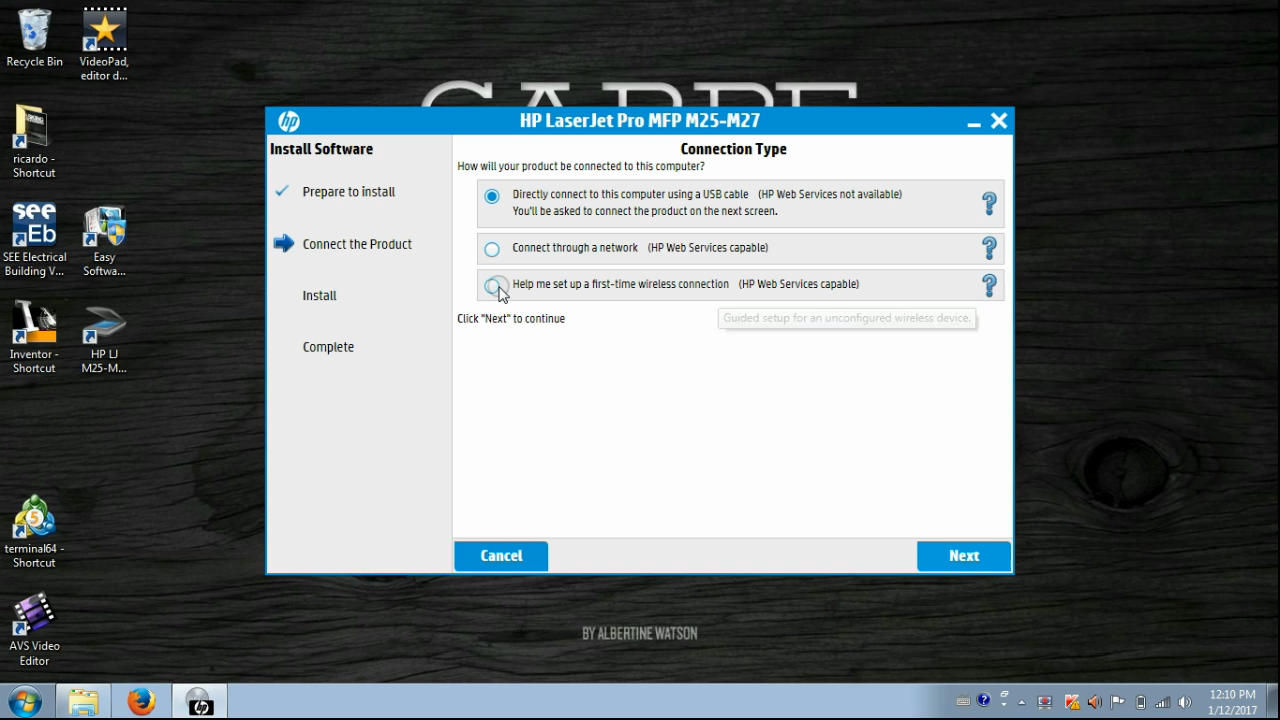 Recycle Bin
VideoPad,
editor d...
ricardo -
Shortcut
SEE
Eb
SEE Electrical
Building V...
Easy
Softwa...
Inventor -
Shortcut
HP LJ
M25-M...
5
terminal64 -
Shortcut
AVS Video
Editor
CARPE
hp
HP LaserJet Pro MFP M25-M27
Install Software
Prepare to install
Connect the Product
Install
Complete
Connection Type
How will your product be connected to this computer?
Directly connect to this computer using a USB cable (HP Web Services not available)
You'll be asked to connect the product on the next screen.
?
Connect through a network (HP Web Services capable)
?
Help me set up a first-time wireless connection (HP Web Services capable)
?
Click "Next" to continue
Guided setup for an unconfigured wireless device.
Cancel
Next
BY ALBERTINE WATSON
hp
?
12:10 PM
1/12/2017